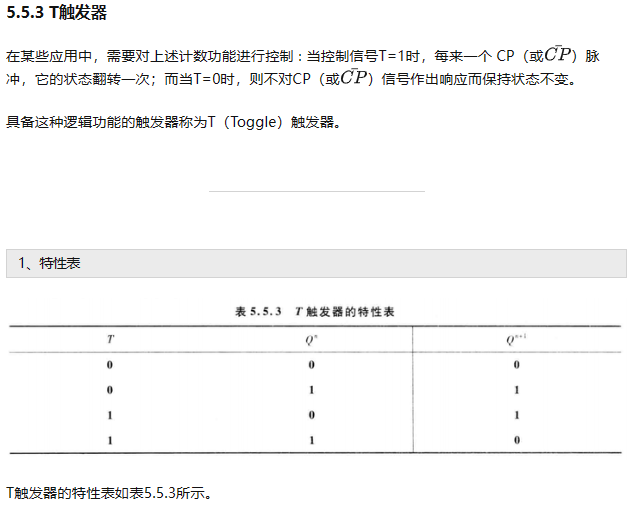 5.5.3 T触发器
在某些应用中，需要对上述计数功能进行控制：当控制信号T=1时，每来一个 CP（或C̄P̄）脉
冲，它的状态翻转一次；而当T=0时，则不对CP（或C̄P̄）信号作出响应而保持状态不变。
具备这种逻辑功能的触发器称为T（Toggle）触发器。
1、特性表
表 5.5.3 T 触发器的特性表
T Qⁿ Qⁿ⁺¹
0 0 0
0 1 1
1 0 1
1 1 0
T触发器的特性表如表5.5.3所示。